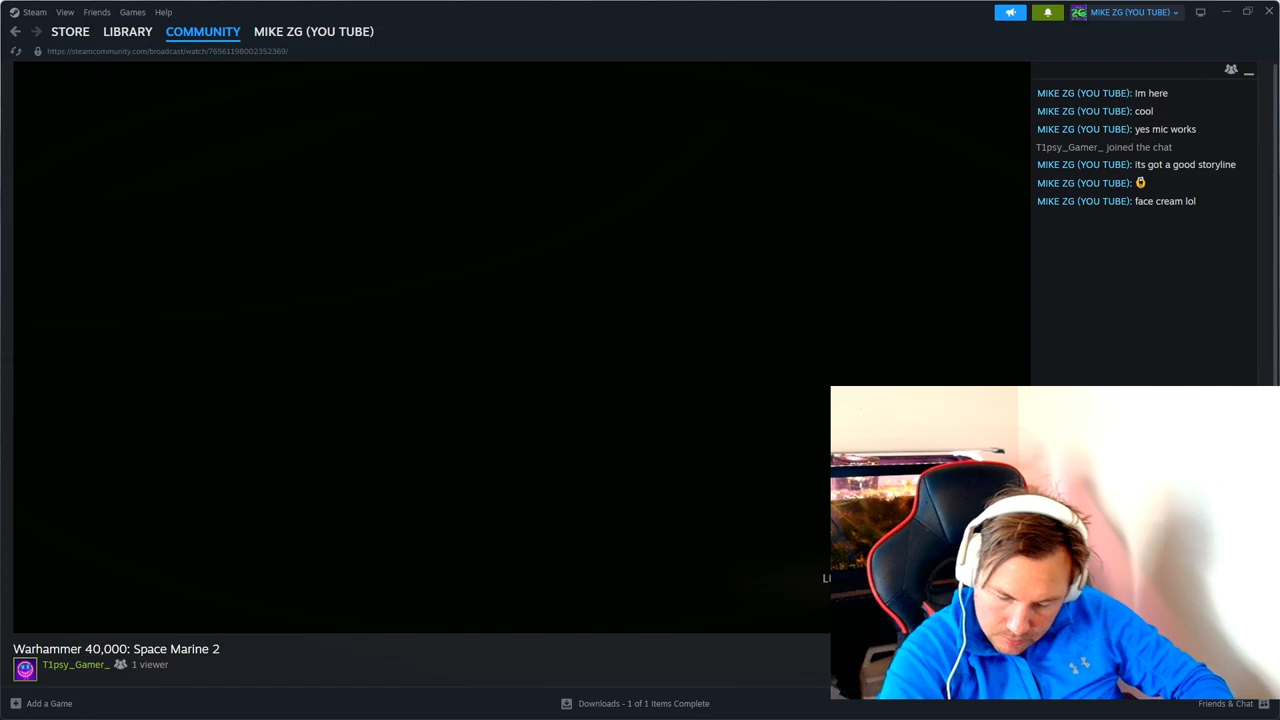 Steam View Friends Games Help
MIKE ZG (YOU TUBE)
STORE LIBRARY COMMUNITY MIKE ZG (YOU TUBE)
https://steamcommunity.com/broadcast/watch/76561198002352369/
MIKE ZG (YOU TUBE): Im here
MIKE ZG (YOU TUBE): cool
MIKE ZG (YOU TUBE): yes mic works
T1psy_Gamer_ joined the chat
MIKE ZG (YOU TUBE): its got a good storyline
MIKE ZG (YOU TUBE):
MIKE ZG (YOU TUBE): face cream lol
Warhammer 40,000: Space Marine 2
T1psy_Gamer_ 1 viewer
Add a Game
Downloads - 1 of 1 Items Complete
Friends & Chat